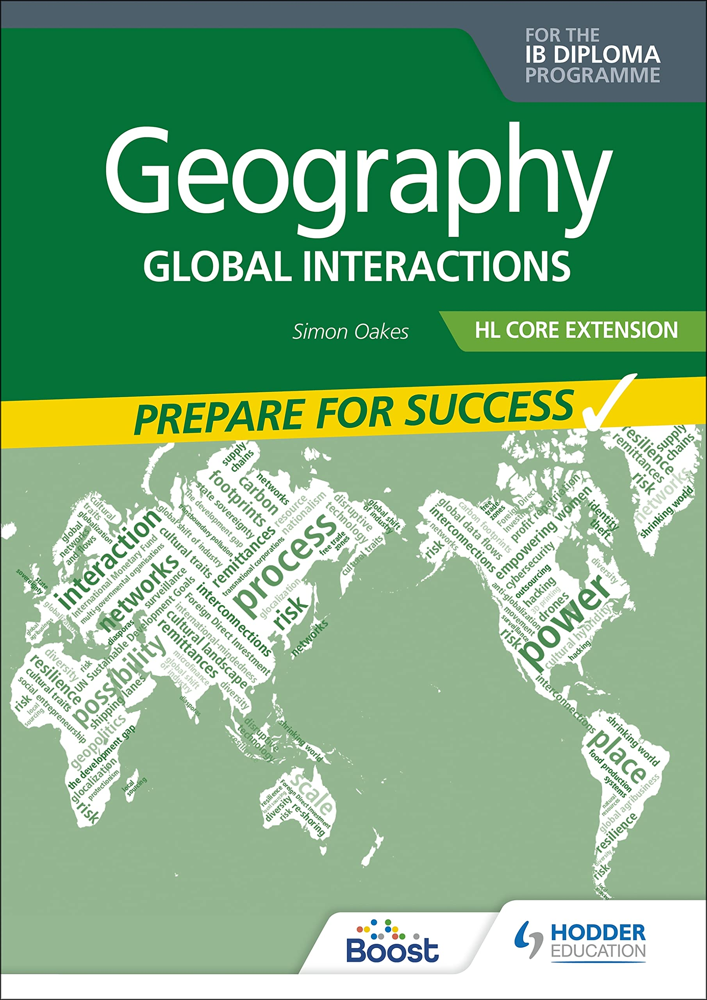 FOR THE
IB DIPLOMA
PROGRAMME
Geography
GLOBAL INTERACTIONS
Simon Oakes
HL CORE EXTENSION
PREPARE FOR SUCCESS
supply
chains
footprints
carbon
networks
state sovereignty
the development gap
transboundary pollution
global shift of industry
cultural traits
remittances
resource
nationalism
disruptive
technology
global shift
of industry
process
free trade
zones
cultural traits
transnational corporations
glocalization
risk
networks
cultural
traits
globalization
global
networks
and flows
interaction
International Monetary Fund
multi-governmental organisations
networks
surveillance
state
sovereignty
globalization
global
agribusiness
diasporas
UN Sustainable Development Goals
interconnections
Foreign Direct Investment
international-mindedness
cultural landscape
remittances
microfinance
global shift
of industry
diasporas
diversity
possibility
shipping lanes
diversity
risk
resilience
cultural traits
social entrepreneurship
risk
local
sourcing
geopolitics
the development gap
glocalization
protectionism
risk
local
sourcing
disruptive
technology
resilience
shrinking world
scale
Foreign Direct Investment
resilience
local sourcing
diversity
risk
re-shoring
resilience
supply
chains
remittances
risk
networks
shrinking world
global data flows
interconnections
networks
risk
carbon footprints
free
trade
zones
Foreign Direct
Investment
profit repatriation
empowering women
identity
theft
cybersecurity
outsourcing
hacking
3D printing
drones
anti-globalization
movement
surveillance
risk
power
diversity
cultural hybridity
hacking
interconnections
shrinking world
place
food production
systems
natural
resources
global agribusiness
resilience
diversity
risk
local
sourcing
Boost
HODDER
EDUCATION